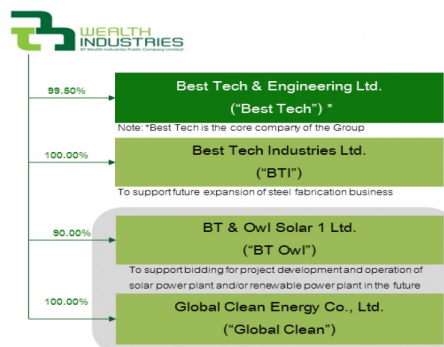 WEALTH
INDUSTRIES
BT Wealth Industries Public Company Limited
99.50%
Best Tech & Engineering Ltd.
("Best Tech") *
Note: *Best Tech is the core company of the Group
100.00%
Best Tech Industries Ltd.
("BTI")
To support future expansion of steel fabrication business
90.00%
BT & Owl Solar 1 Ltd.
("BT Owl")
To support bidding for project development and operation of
solar power plant and/or renewable power plant in the future
100.00%
Global Clean Energy Co., Ltd.
("Global Clean")